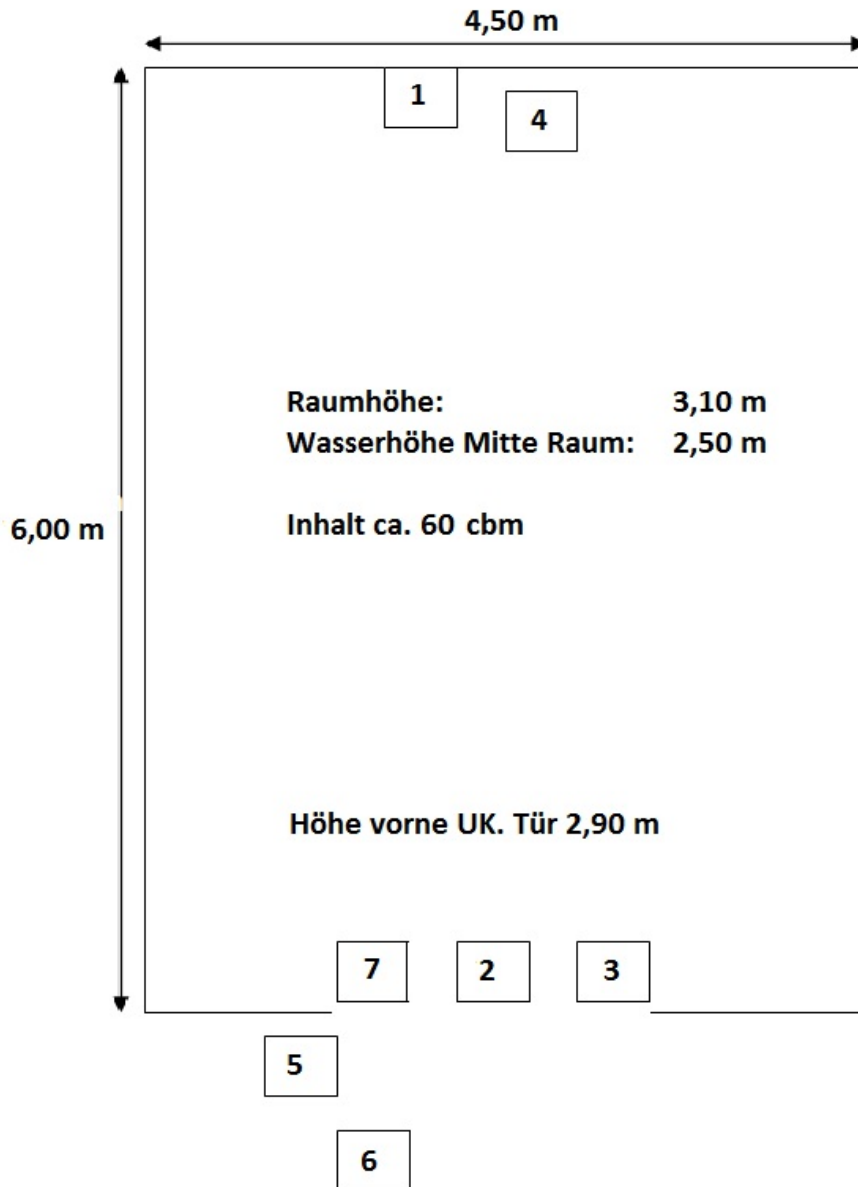 4,50 m
1
4
Raumhöhe: 3,10 m
Wasserhöhe Mitte Raum: 2,50 m
6,00 m
Inhalt ca. 60 cbm
Höhe vorne UK. Tür 2,90 m
7 2 3
5
6